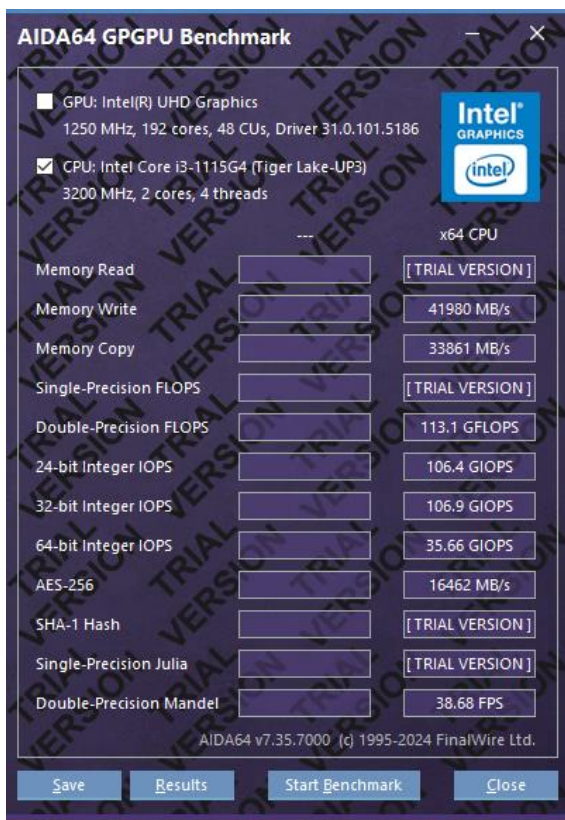 AIDA64 GPGPU Benchmark
GPU: Intel(R) UHD Graphics
1250 MHz, 192 cores, 48 CUs, Driver 31.0.101.5186
CPU: Intel Core i3-1115G4 (Tiger Lake-UP3)
3200 MHz, 2 cores, 4 threads
Intel®
GRAPHICS
intel
--- x64 CPU
Memory Read [ TRIAL VERSION ]
Memory Write 41980 MB/s
Memory Copy 33861 MB/s
Single-Precision FLOPS [ TRIAL VERSION ]
Double-Precision FLOPS 113.1 GFLOPS
24-bit Integer IOPS 106.4 GIOPS
32-bit Integer IOPS 106.9 GIOPS
64-bit Integer IOPS 35.66 GIOPS
AES-256 16462 MB/s
SHA-1 Hash [ TRIAL VERSION ]
Single-Precision Julia [ TRIAL VERSION ]
Double-Precision Mandel 38.68 FPS
AIDA64 v7.35.7000 (c) 1995-2024 FinalWire Ltd.
Save Results Start Benchmark Close
TRIAL VERSION